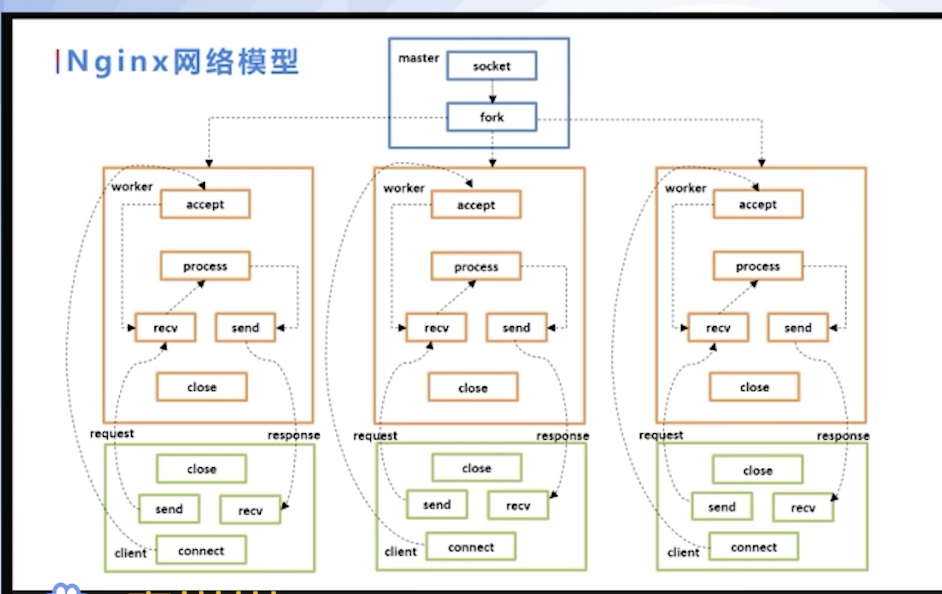 Nginx网络模型
master
socket
fork
worker
accept
process
recv
send
close
worker
accept
process
recv
send
close
worker
accept
process
recv
send
close
request
response
request
response
request
response
close
send
recv
client
connect
close
send
recv
client
connect
close
send
recv
client
connect